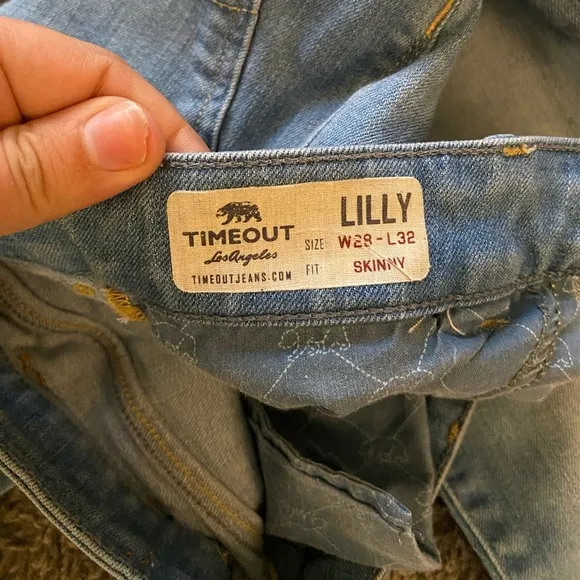 TiMEOUT
Los Angeles
TIMEOUTJEANS.COM
LILLY
SIZE W28 - L32
FIT SKINNY